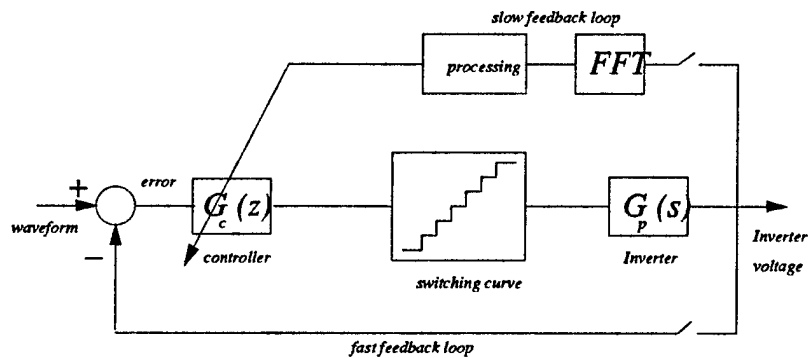 slow feedback loop
processing
FFT
+
error
G_c(z)
G_p(s)
waveform
−
controller
switching curve
Inverter
Inverter
voltage
fast feedback loop